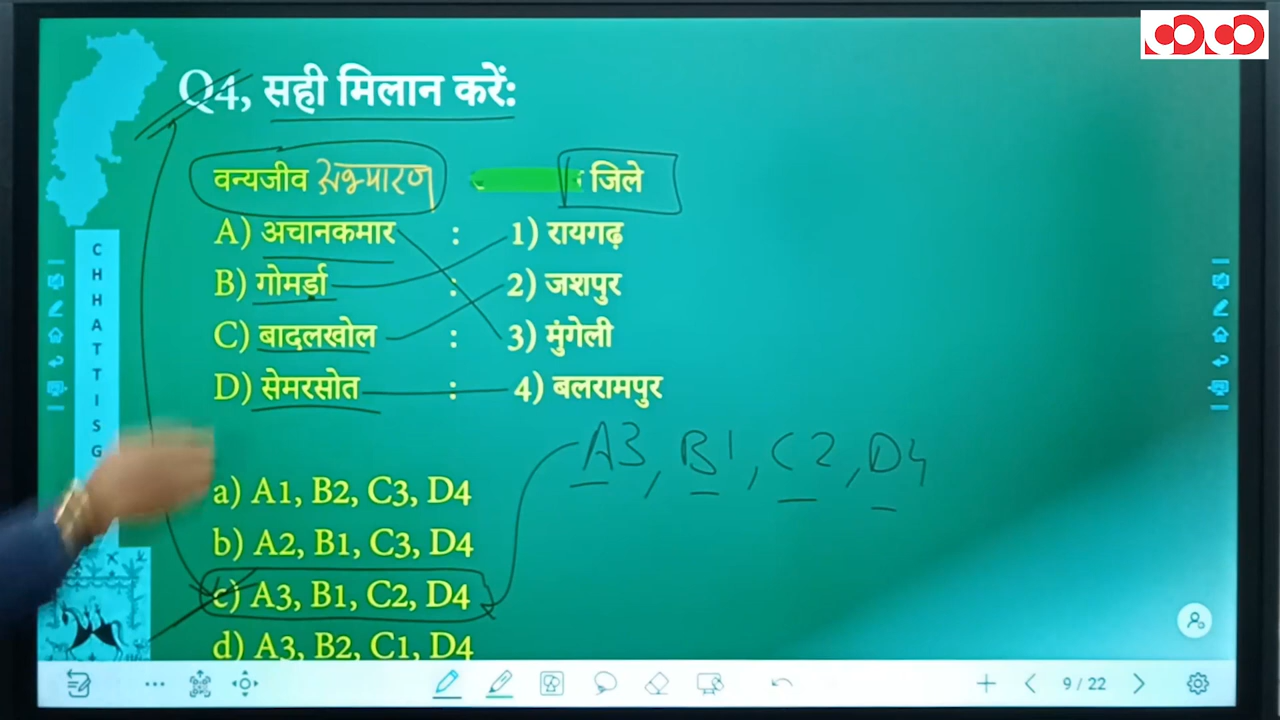 Q4, सही मिलान करें:
वन्यजीव अभ्यारण जिले
A) अचानकमार : 1) रायगढ़
B) गोमर्डा : 2) जशपुर
C) बादलखोल : 3) मुंगेली
D) सेमरसोत : 4) बलरामपुर
A3, B1, C2, D4
a) A1, B2, C3, D4
b) A2, B1, C3, D4
c) A3, B1, C2, D4
d) A3, B2, C1, D4
CHHATTISG
9 / 22